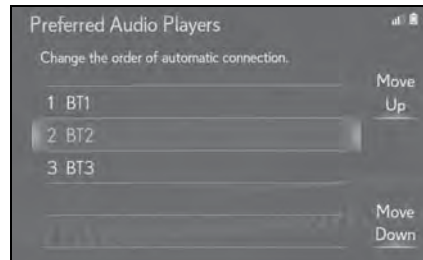 Preferred Audio Players
Change the order of automatic connection.
Move
Up
1 BT1
2 BT2
3 BT3
Move
Down